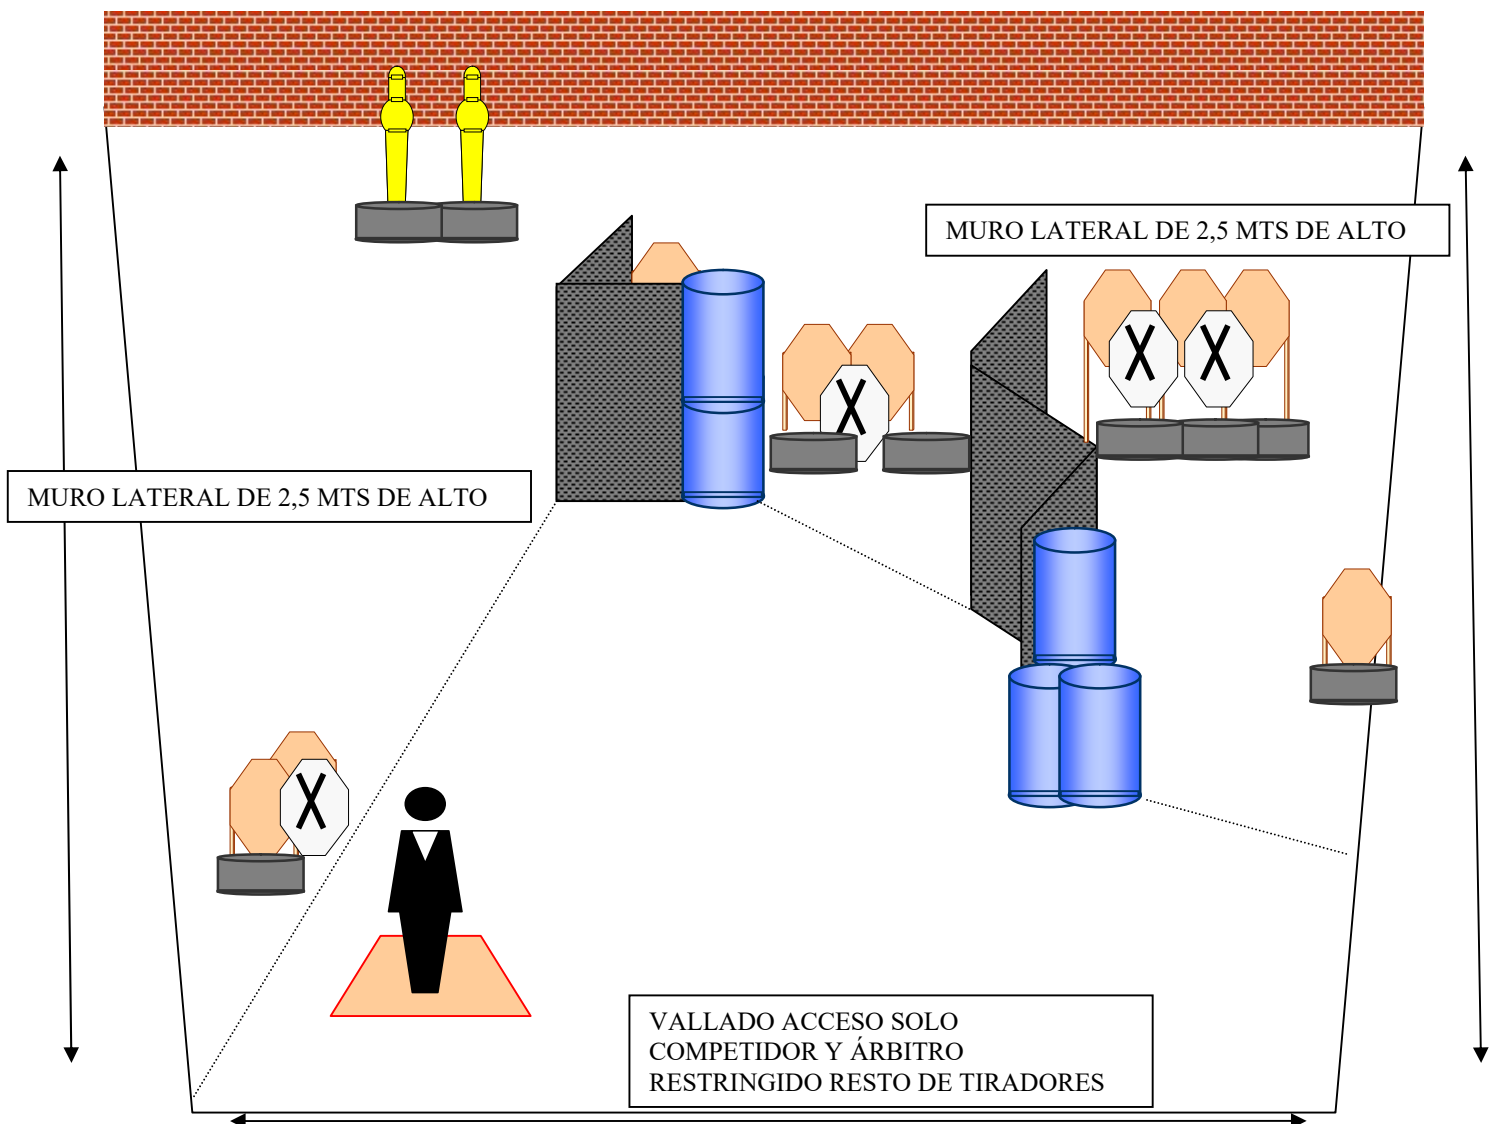 MURO LATERAL DE 2,5 MTS DE ALTO
MURO LATERAL DE 2,5 MTS DE ALTO
VALLADO ACCESO SOLO
COMPETIDOR Y ÁRBITRO
RESTRINGIDO RESTO DE TIRADORES